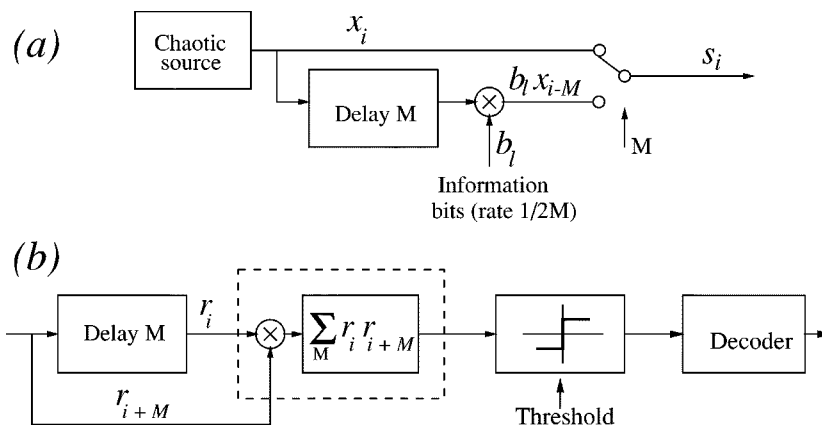 (a)
Chaotic
source
x_i
s_i
Delay M
b_l x_{i-M}
b_l
M
Information
bits (rate 1/2M)
(b)
Delay M
r_i
∑_M r_i r_{i+M}
Decoder
r_{i+M}
Threshold